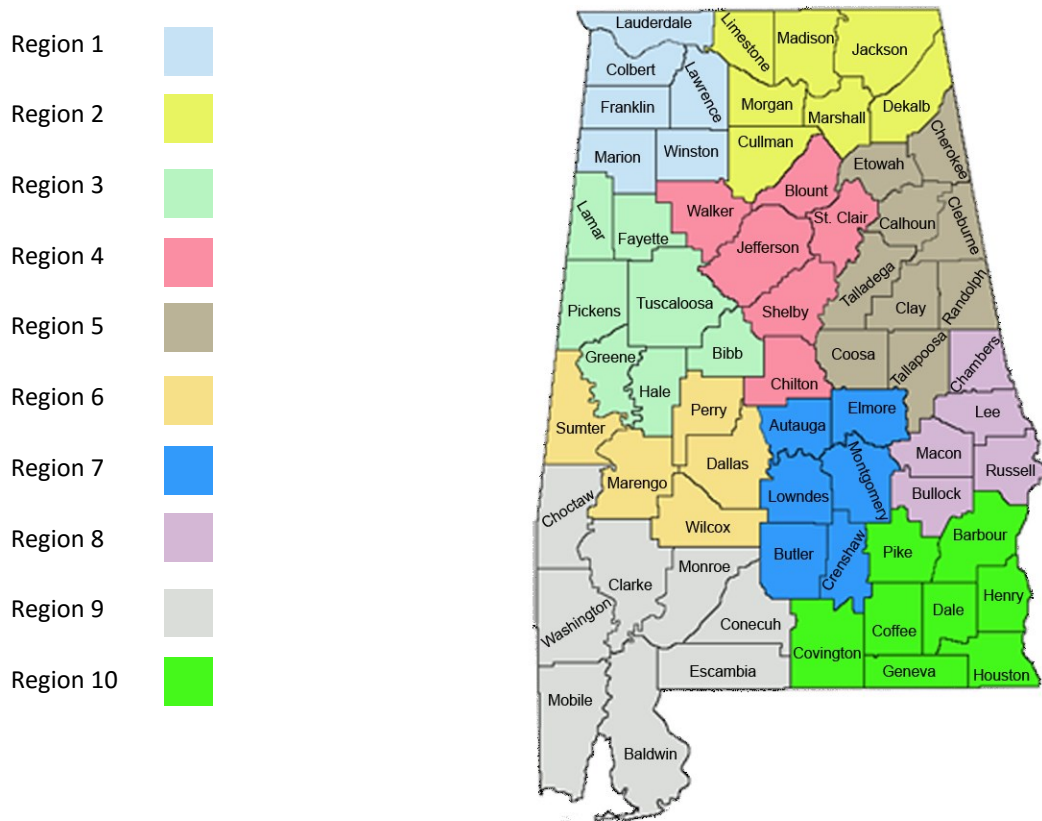 Region 1
Region 2
Region 3
Region 4
Region 5
Region 6
Region 7
Region 8
Region 9
Region 10
Lauderdale
Limestone
Madison
Jackson
Colbert
Lawrence
Franklin
Morgan
Marshall
Dekalb
Cullman
Marion
Winston
Cherokee
Etowah
Blount
Walker
St. Clair
Calhoun
Cleburne
Lamar
Fayette
Jefferson
Talladega
Clay
Randolph
Pickens
Tuscaloosa
Shelby
Greene
Bibb
Coosa
Tallapoosa
Chambers
Hale
Chilton
Perry
Autauga
Elmore
Lee
Sumter
Macon
Russell
Marengo
Dallas
Lowndes
Montgomery
Bullock
Choctaw
Wilcox
Butler
Crenshaw
Pike
Barbour
Clarke
Monroe
Henry
Washington
Conecuh
Coffee
Dale
Covington
Escambia
Geneva
Houston
Mobile
Baldwin